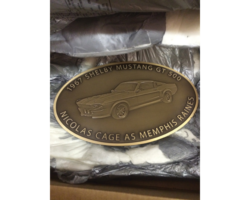 1967 SHELBY MUSTANG GT 500
NICOLAS CAGE AS MEMPHIS RAINES